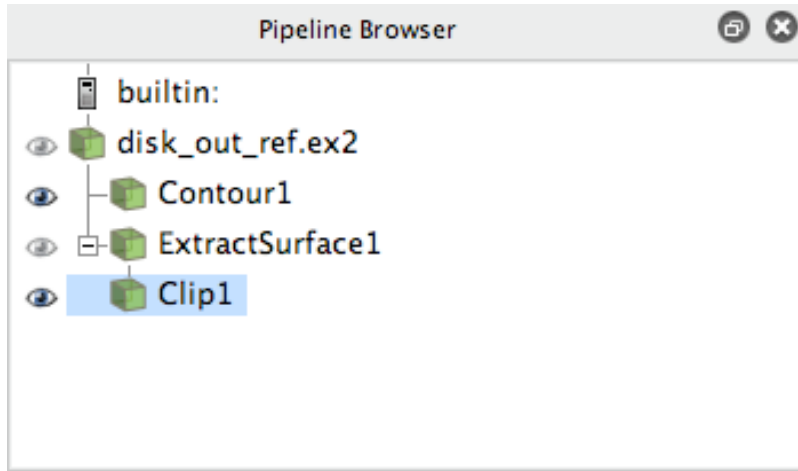 Pipeline Browser
builtin:
disk_out_ref.ex2
Contour1
ExtractSurface1
Clip1